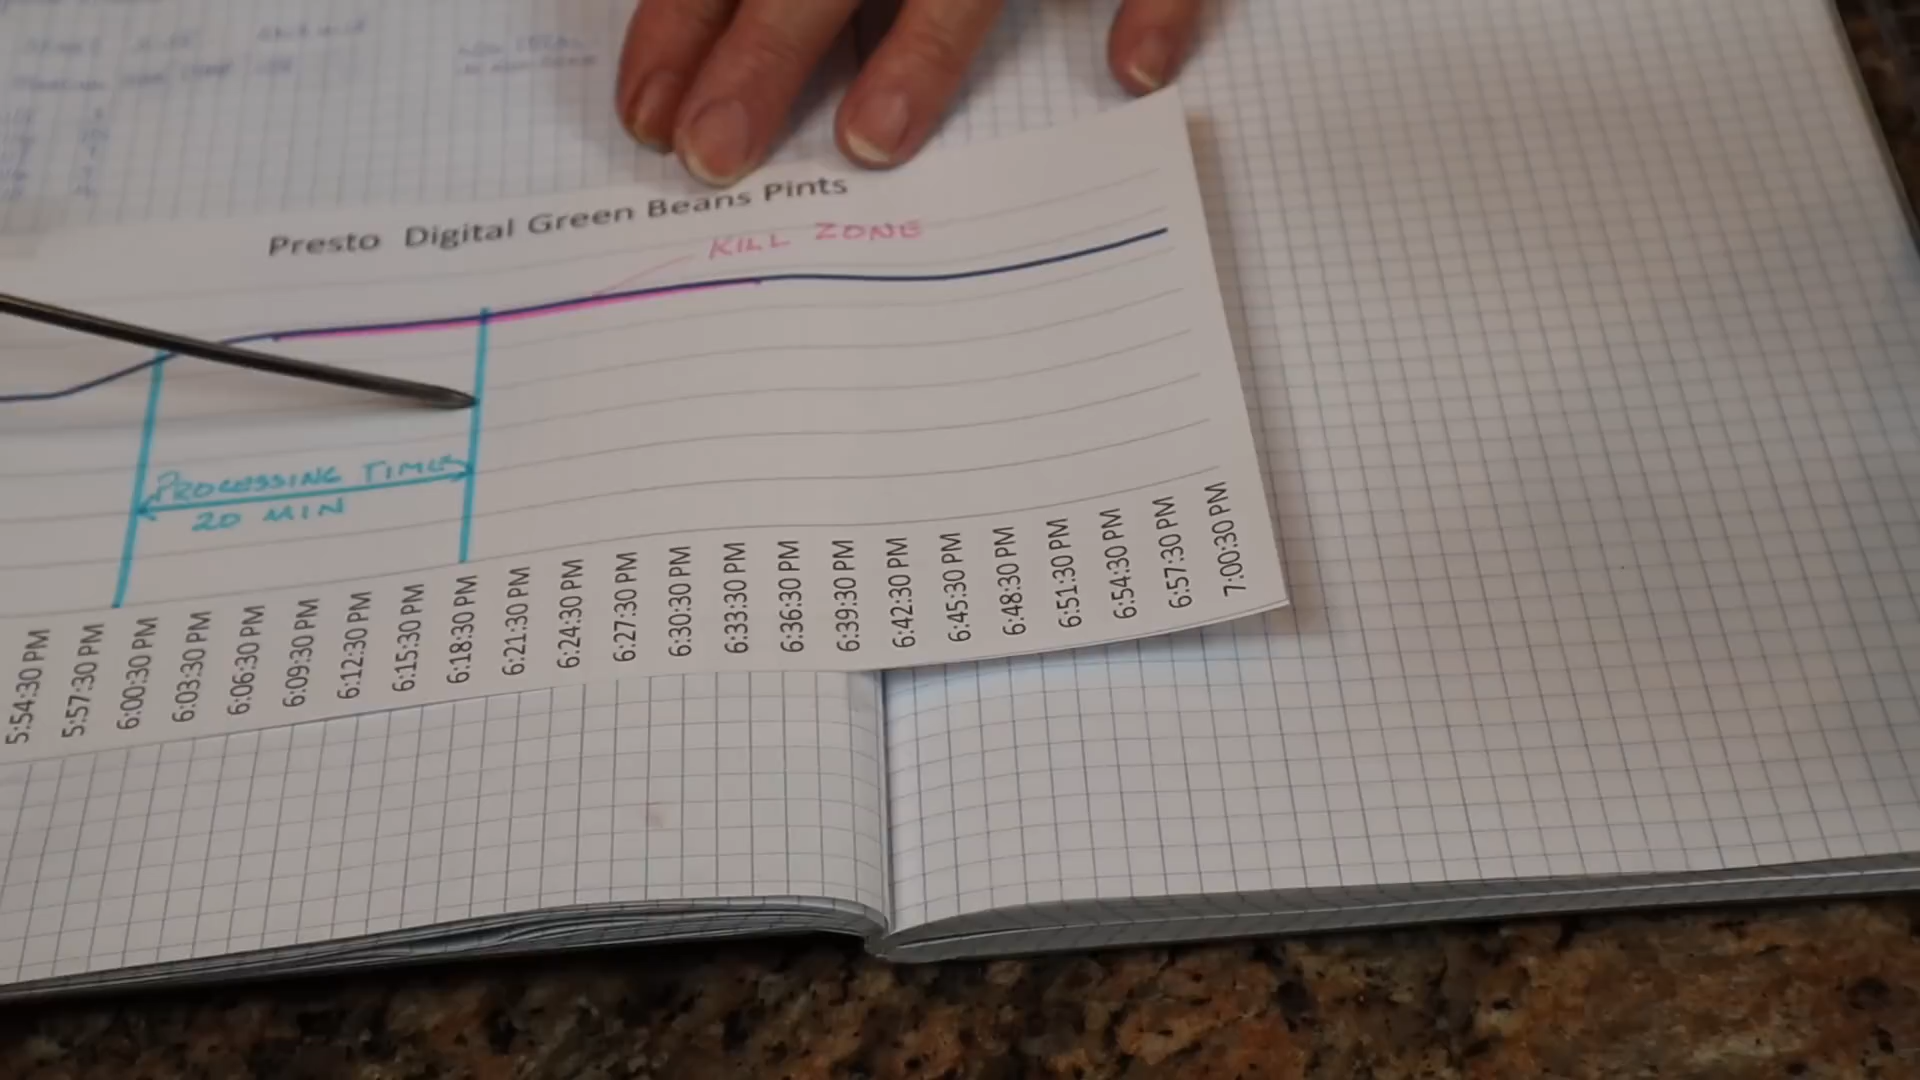 Presto Digital Green Beans Pints
KILL ZONE
PROCESSING TIME
20 MIN
5:54:30 PM
5:57:30 PM
6:00:30 PM
6:03:30 PM
6:06:30 PM
6:09:30 PM
6:12:30 PM
6:15:30 PM
6:18:30 PM
6:21:30 PM
6:24:30 PM
6:27:30 PM
6:30:30 PM
6:33:30 PM
6:36:30 PM
6:39:30 PM
6:42:30 PM
6:45:30 PM
6:48:30 PM
6:51:30 PM
6:54:30 PM
6:57:30 PM
7:00:30 PM